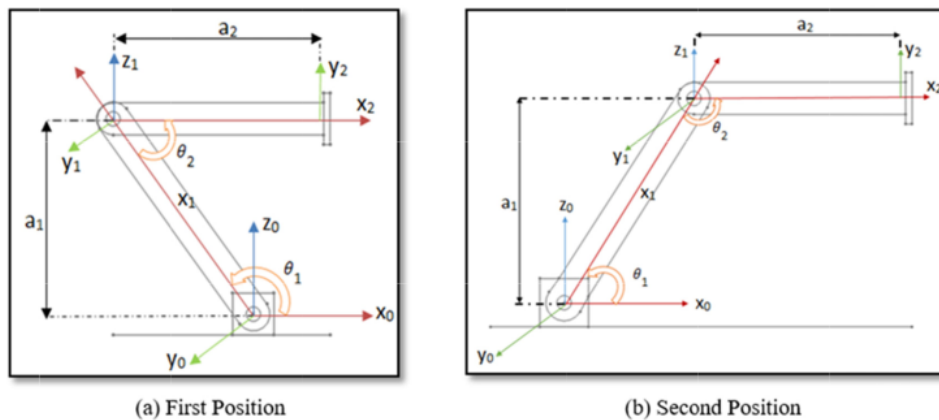 a₂
z₁
y₂
x₂
θ₂
y₁
x₁
a₁
z₀
θ₁
x₀
y₀
(a) First Position
a₂
z₁
y₂
x₂
θ₂
y₁
x₁
a₁
z₀
θ₁
x₀
y₀
(b) Second Position